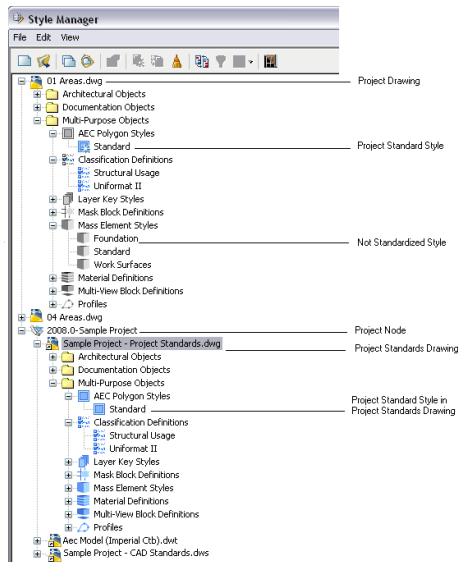 Style Manager
File Edit View
01 Areas.dwg Project Drawing
Architectural Objects
Documentation Objects
Multi-Purpose Objects
AEC Polygon Styles
Standard Project Standard Style
Classification Definitions
Structural Usage
Uniformat II
Layer Key Styles
Mask Block Definitions
Mass Element Styles
Foundation Not Standardized Style
Standard
Work Surfaces
Material Definitions
Multi-View Block Definitions
Profiles
04 Areas.dwg
2008.0-Sample Project Project Node
Sample Project - Project Standards.dwg Project Standards Drawing
Architectural Objects
Documentation Objects
Multi-Purpose Objects
AEC Polygon Styles
Standard Project Standard Style in
Project Standards Drawing
Classification Definitions
Structural Usage
Uniformat II
Layer Key Styles
Mask Block Definitions
Mass Element Styles
Material Definitions
Multi-View Block Definitions
Profiles
Aec Model (Imperial Ctb).dwt
Sample Project - CAD Standards.dws